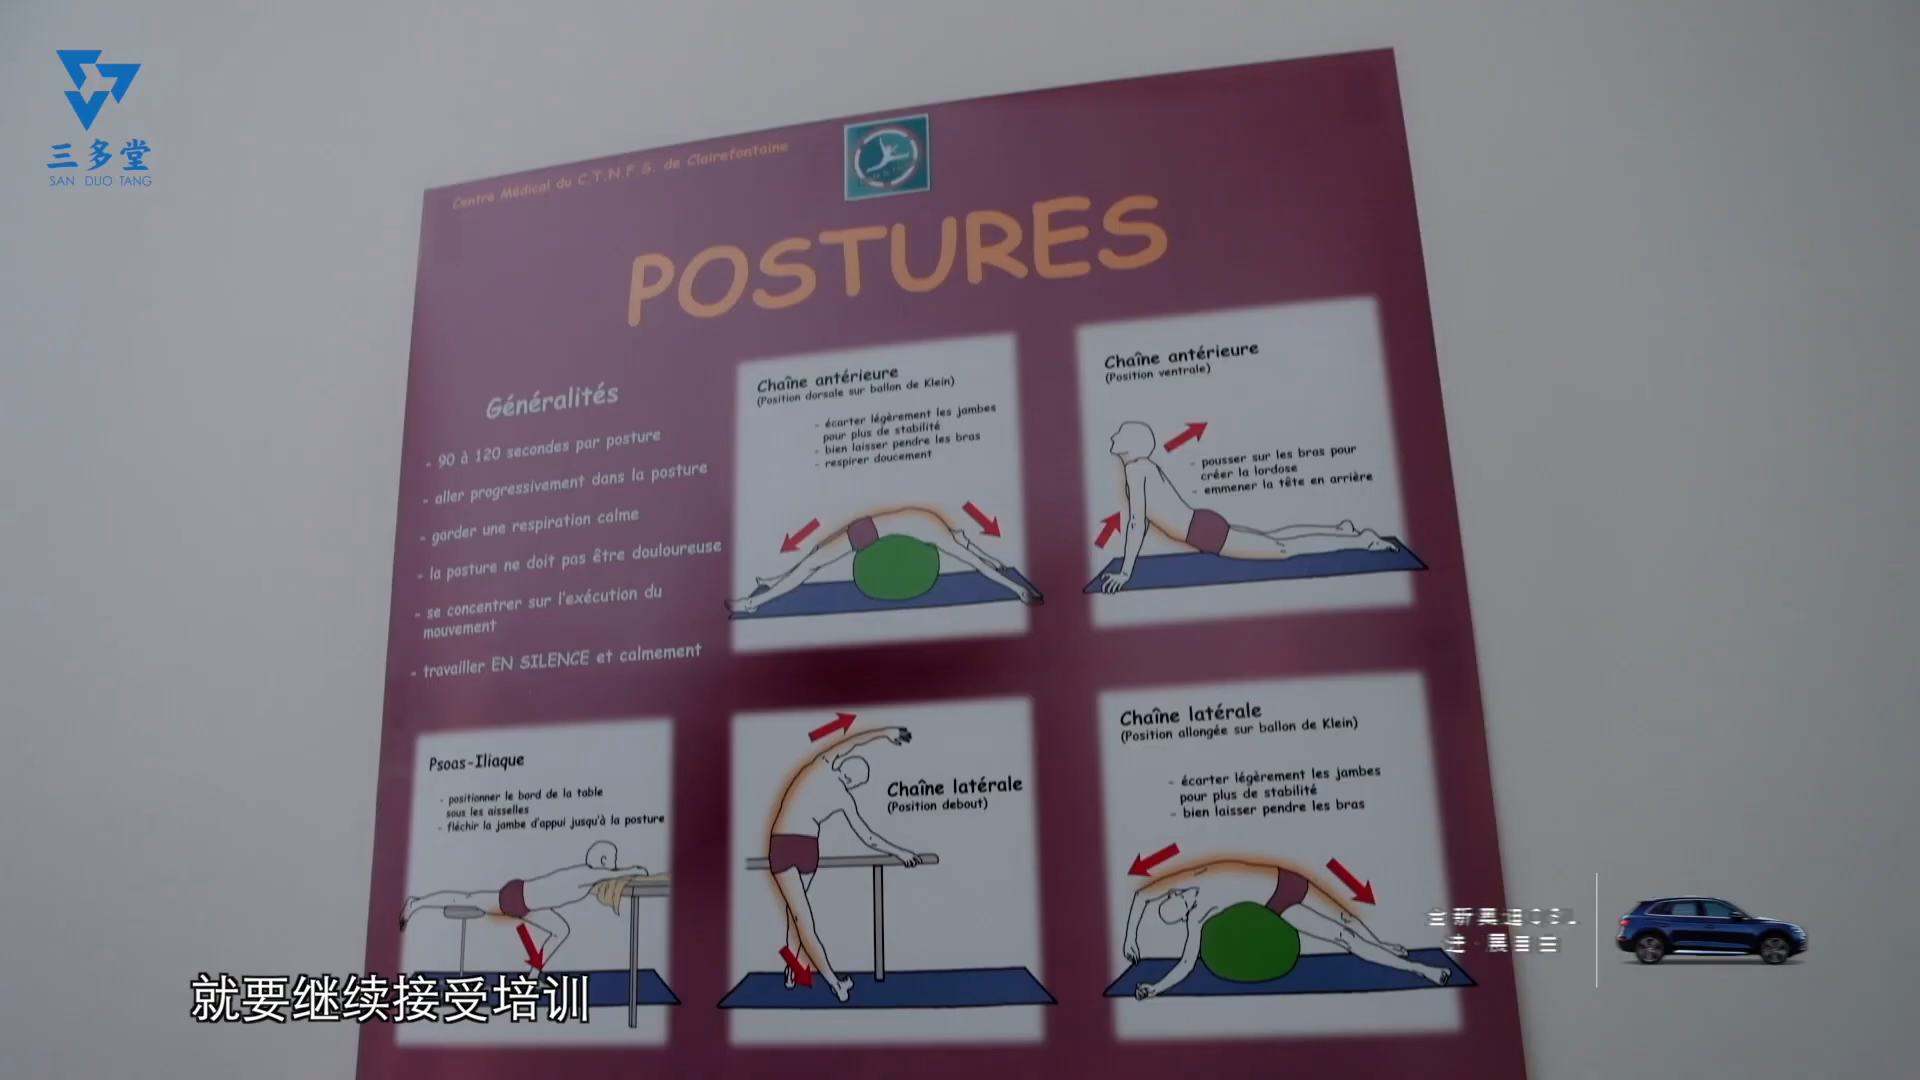 三多堂
SAN DUO TANG
Centre Médical du C.T.N.F.S. de Clairefontaine
POSTURES
Généralités
- 90 à 120 secondes par posture
- aller progressivement dans la posture
- garder une respiration calme
- la posture ne doit pas être douloureuse
- se concentrer sur l'exécution du
mouvement
- travailler EN SILENCE et calmement
Chaîne antérieure
(Position dorsale sur ballon de Klein)
- écarter légèrement les jambes
pour plus de stabilité
- bien laisser pendre les bras
- respirer doucement
Chaîne antérieure
(Position ventrale)
- pousser sur les bras pour
créer la lordose
- emmener la tête en arrière
Psoas-Iliaque
- positionner le bord de la table
sous les aisselles
- fléchir la jambe d'appui jusqu'à la posture
Chaîne latérale
(Position debout)
Chaîne latérale
(Position allongée sur ballon de Klein)
- écarter légèrement les jambes
pour plus de stabilité
- bien laisser pendre les bras
就要继续接受培训